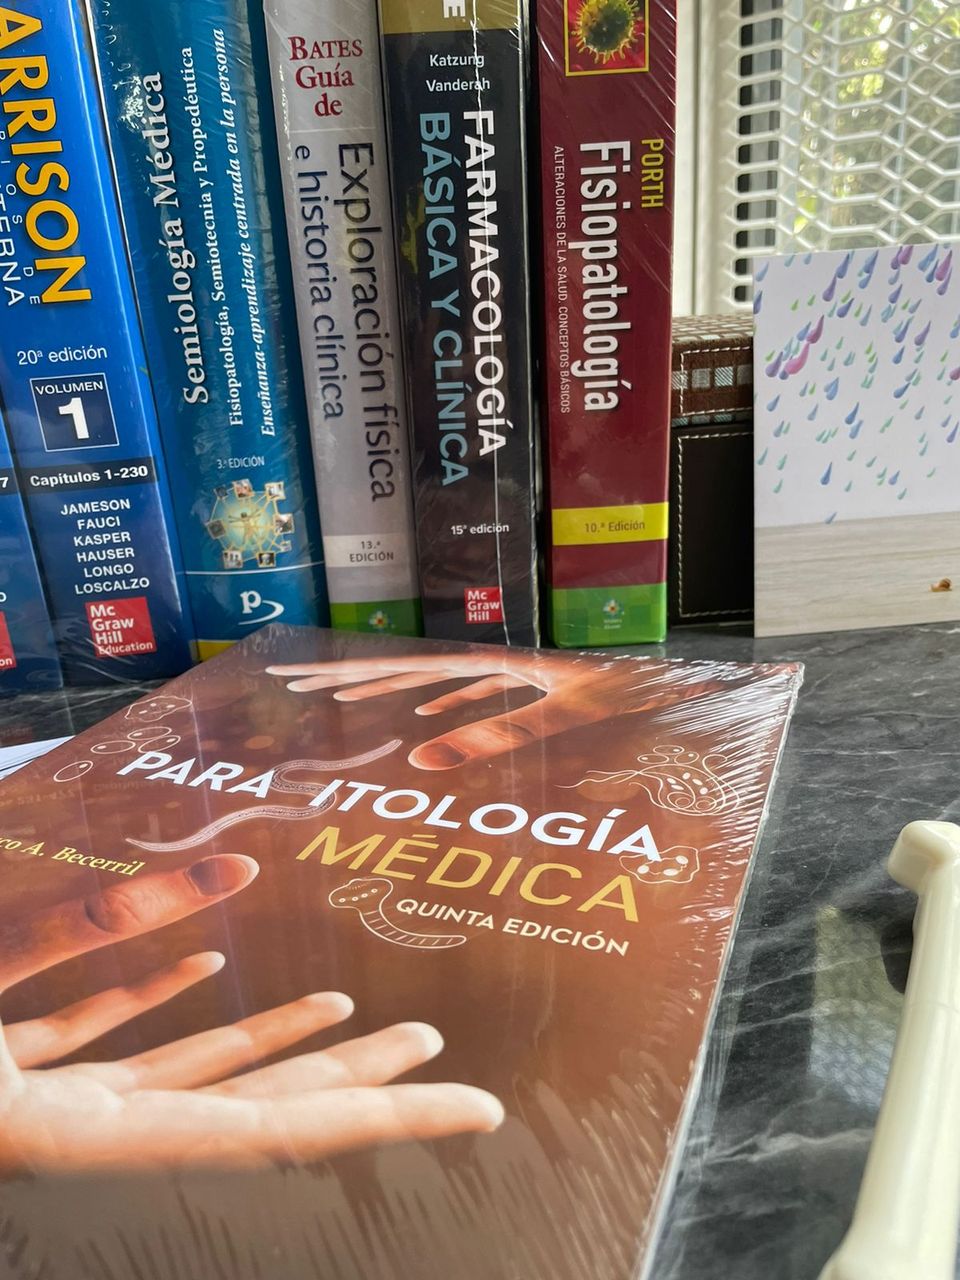 ARRISON
20ª edición
VOLUMEN
1
Capítulos 1-230
JAMESON
FAUCI
KASPER
HAUSER
LONGO
LOSCALZO
Mc
Graw
Hill
Education
Semiología Médica
Fisiopatología, Semiotecnia y Propedéutica
Enseñanza-aprendizaje centrada en la persona
3.ª EDICIÓN
p
BATES
Guía
de
Exploración física
e historia clínica
13.ª
EDICIÓN
Katzung
Vanderah
FARMACOLOGÍA
BÁSICA Y CLÍNICA
15ª edición
Mc
Graw
Hill
PORTH
Fisiopatología
ALTERACIONES DE LA SALUD. CONCEPTOS BÁSICOS
10.ª Edición
Wolters
Kluwer
PARASITOLOGÍA
MÉDICA
QUINTA EDICIÓN
co A. Becerril